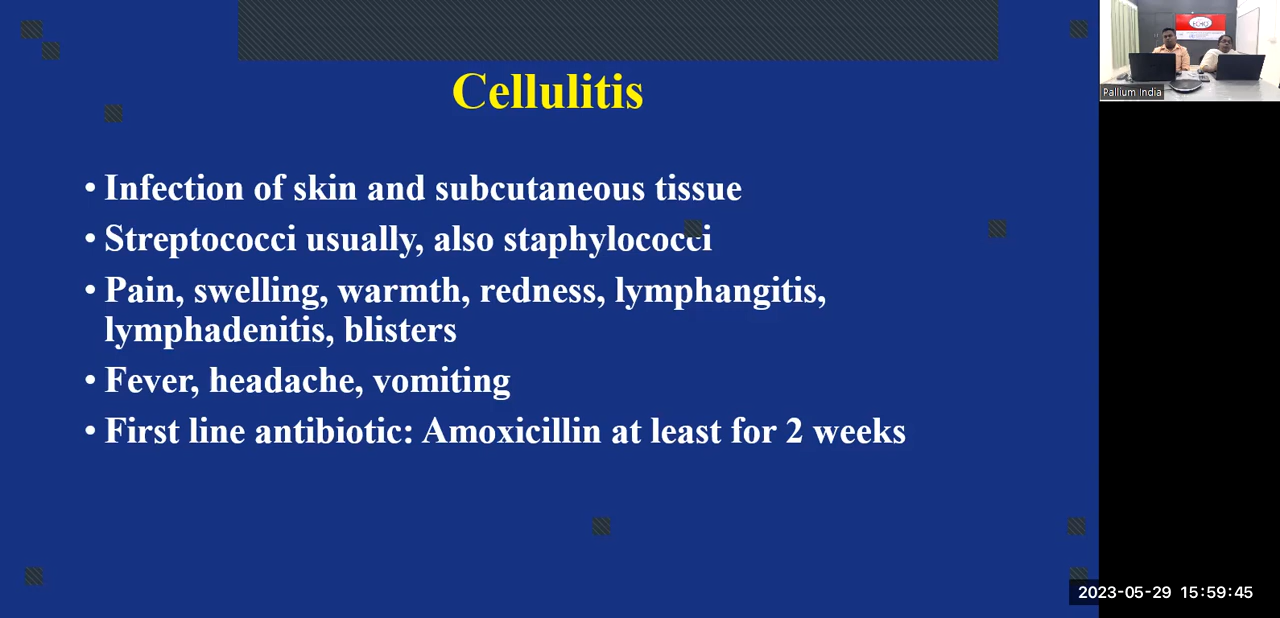 Cellulitis
• Infection of skin and subcutaneous tissue
• Streptococci usually, also staphylococci
• Pain, swelling, warmth, redness, lymphangitis,
lymphadenitis, blisters
• Fever, headache, vomiting
• First line antibiotic: Amoxicillin at least for 2 weeks
Pallium India
2023-05-29 15:59:45